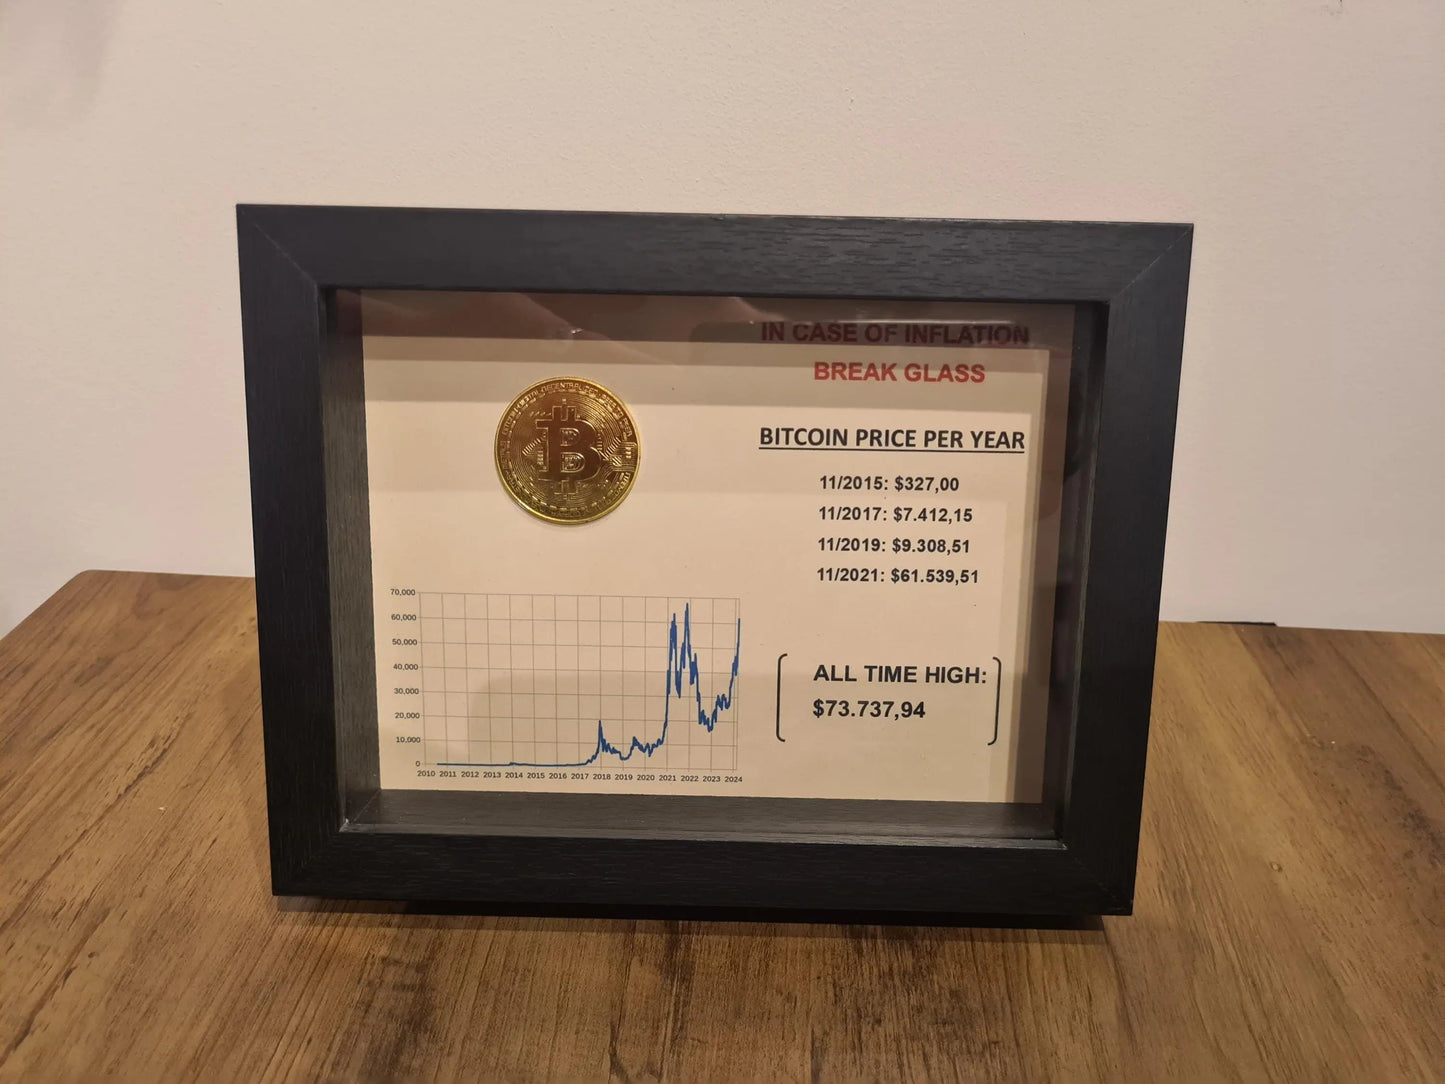 IN CASE OF INFLATION
BREAK GLASS
BITCOIN PRICE PER YEAR
11/2015: $327,00
11/2017: $7.412,15
11/2019: $9.308,51
11/2021: $61.539,51
ALL TIME HIGH:
$73.737,94
DECENTRALIZED
B
70,000
60,000
50,000
40,000
30,000
20,000
10,000
0
2010 2011 2012 2013 2014 2015 2016 2017 2018 2019 2020 2021 2022 2023 2024